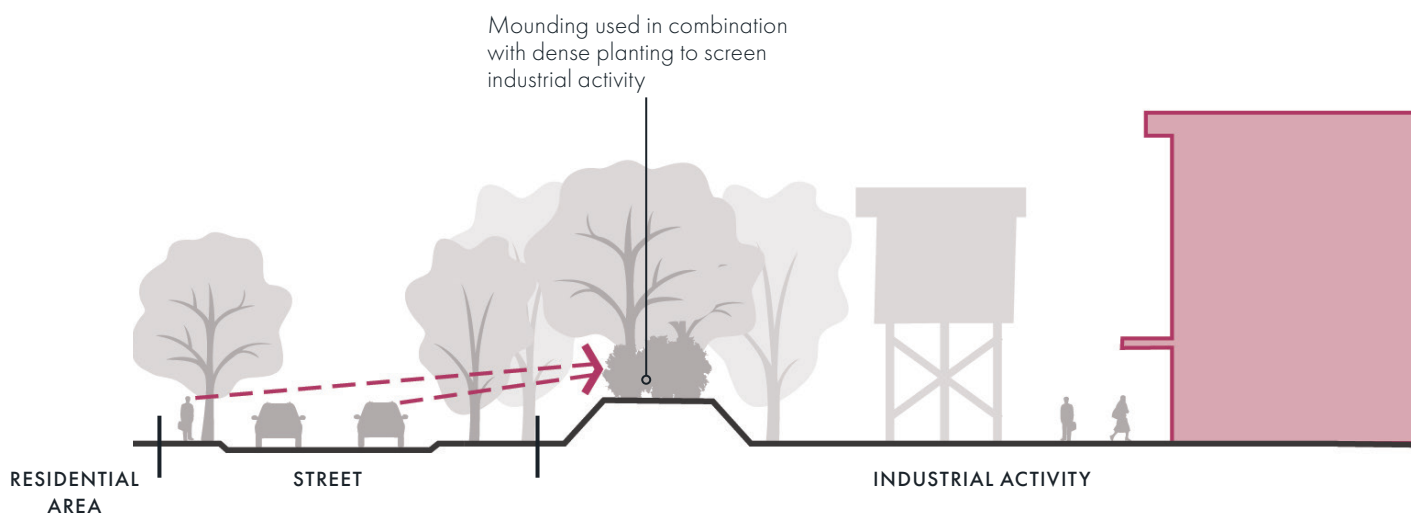 Mounding used in combination
with dense planting to screen
industrial activity
RESIDENTIAL
AREA
STREET
INDUSTRIAL ACTIVITY